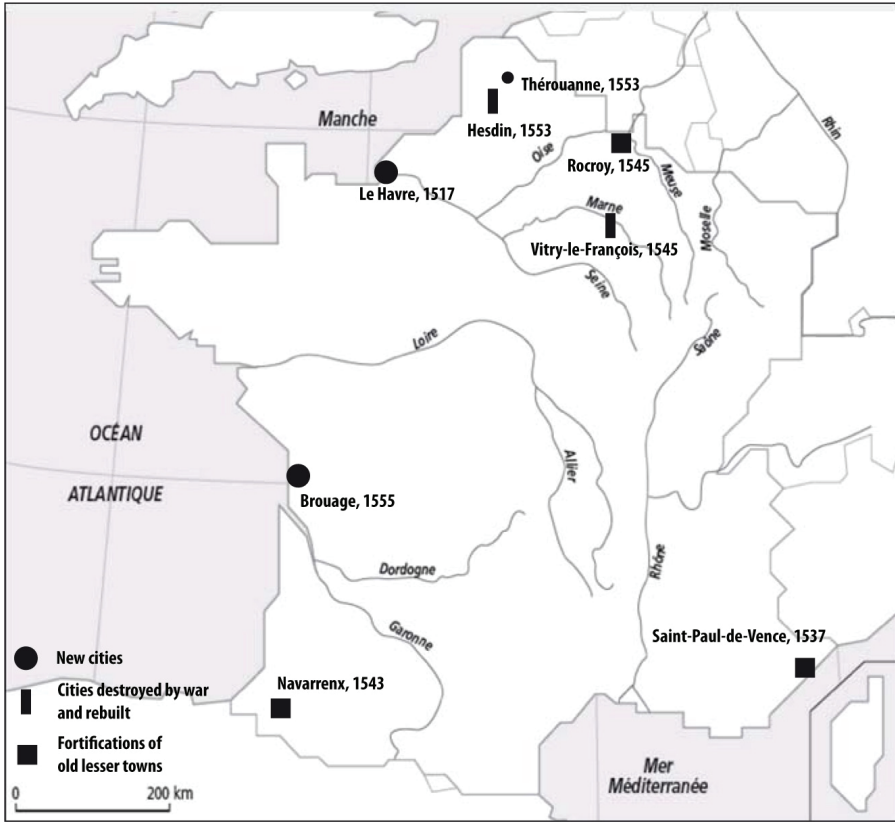 Thérouanne, 1553
Manche
Hesdin, 1553
Rhin
Oise
Rocroy, 1545
Meuse
Le Havre, 1517
Marne
Moselle
Vitry-le-François, 1545
Seine
Loire
Saône
OCÉAN
Allier
ATLANTIQUE
Brouage, 1555
Dordogne
Rhône
Garonne
Saint-Paul-de-Vence, 1537
New cities
Navarrenx, 1543
Cities destroyed by war
and rebuilt
Fortifications of
old lesser towns
Mer
Méditerranée
0 200 km